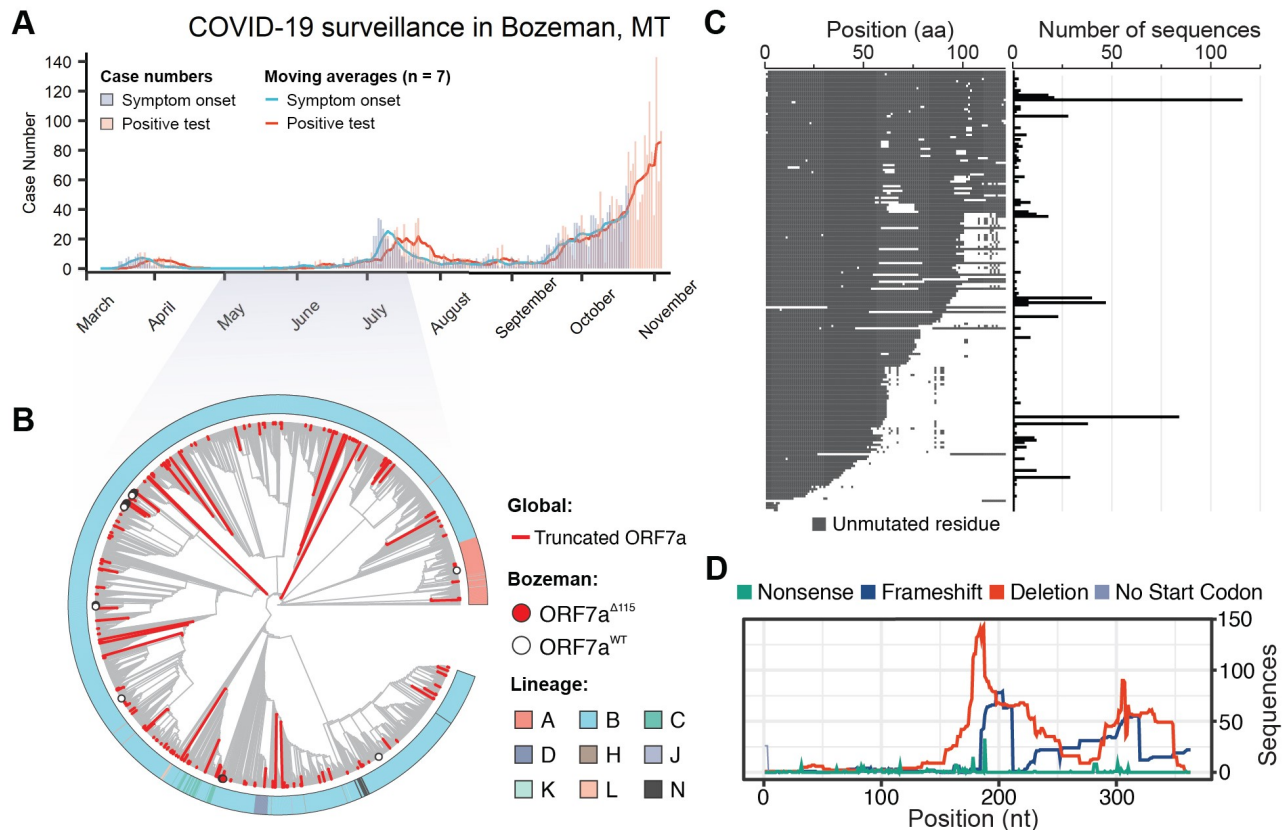 A
COVID-19 surveillance in Bozeman, MT
Case numbers
Symptom onset
Positive test
Moving averages (n = 7)
Symptom onset
Positive test
Case Number
140
120
100
80
60
40
20
0
March
April
May
June
July
August
September
October
November
B
Global:
Truncated ORF7a
Bozeman:
ORF7aΔ115
ORF7aWT
Lineage:
A B C
D H J
K L N
C
Position (aa)
0 50 100
Number of sequences
0 50 100
Unmutated residue
D
Nonsense Frameshift Deletion No Start Codon
150
100
50
0
Sequences
0 100 200 300
Position (nt)